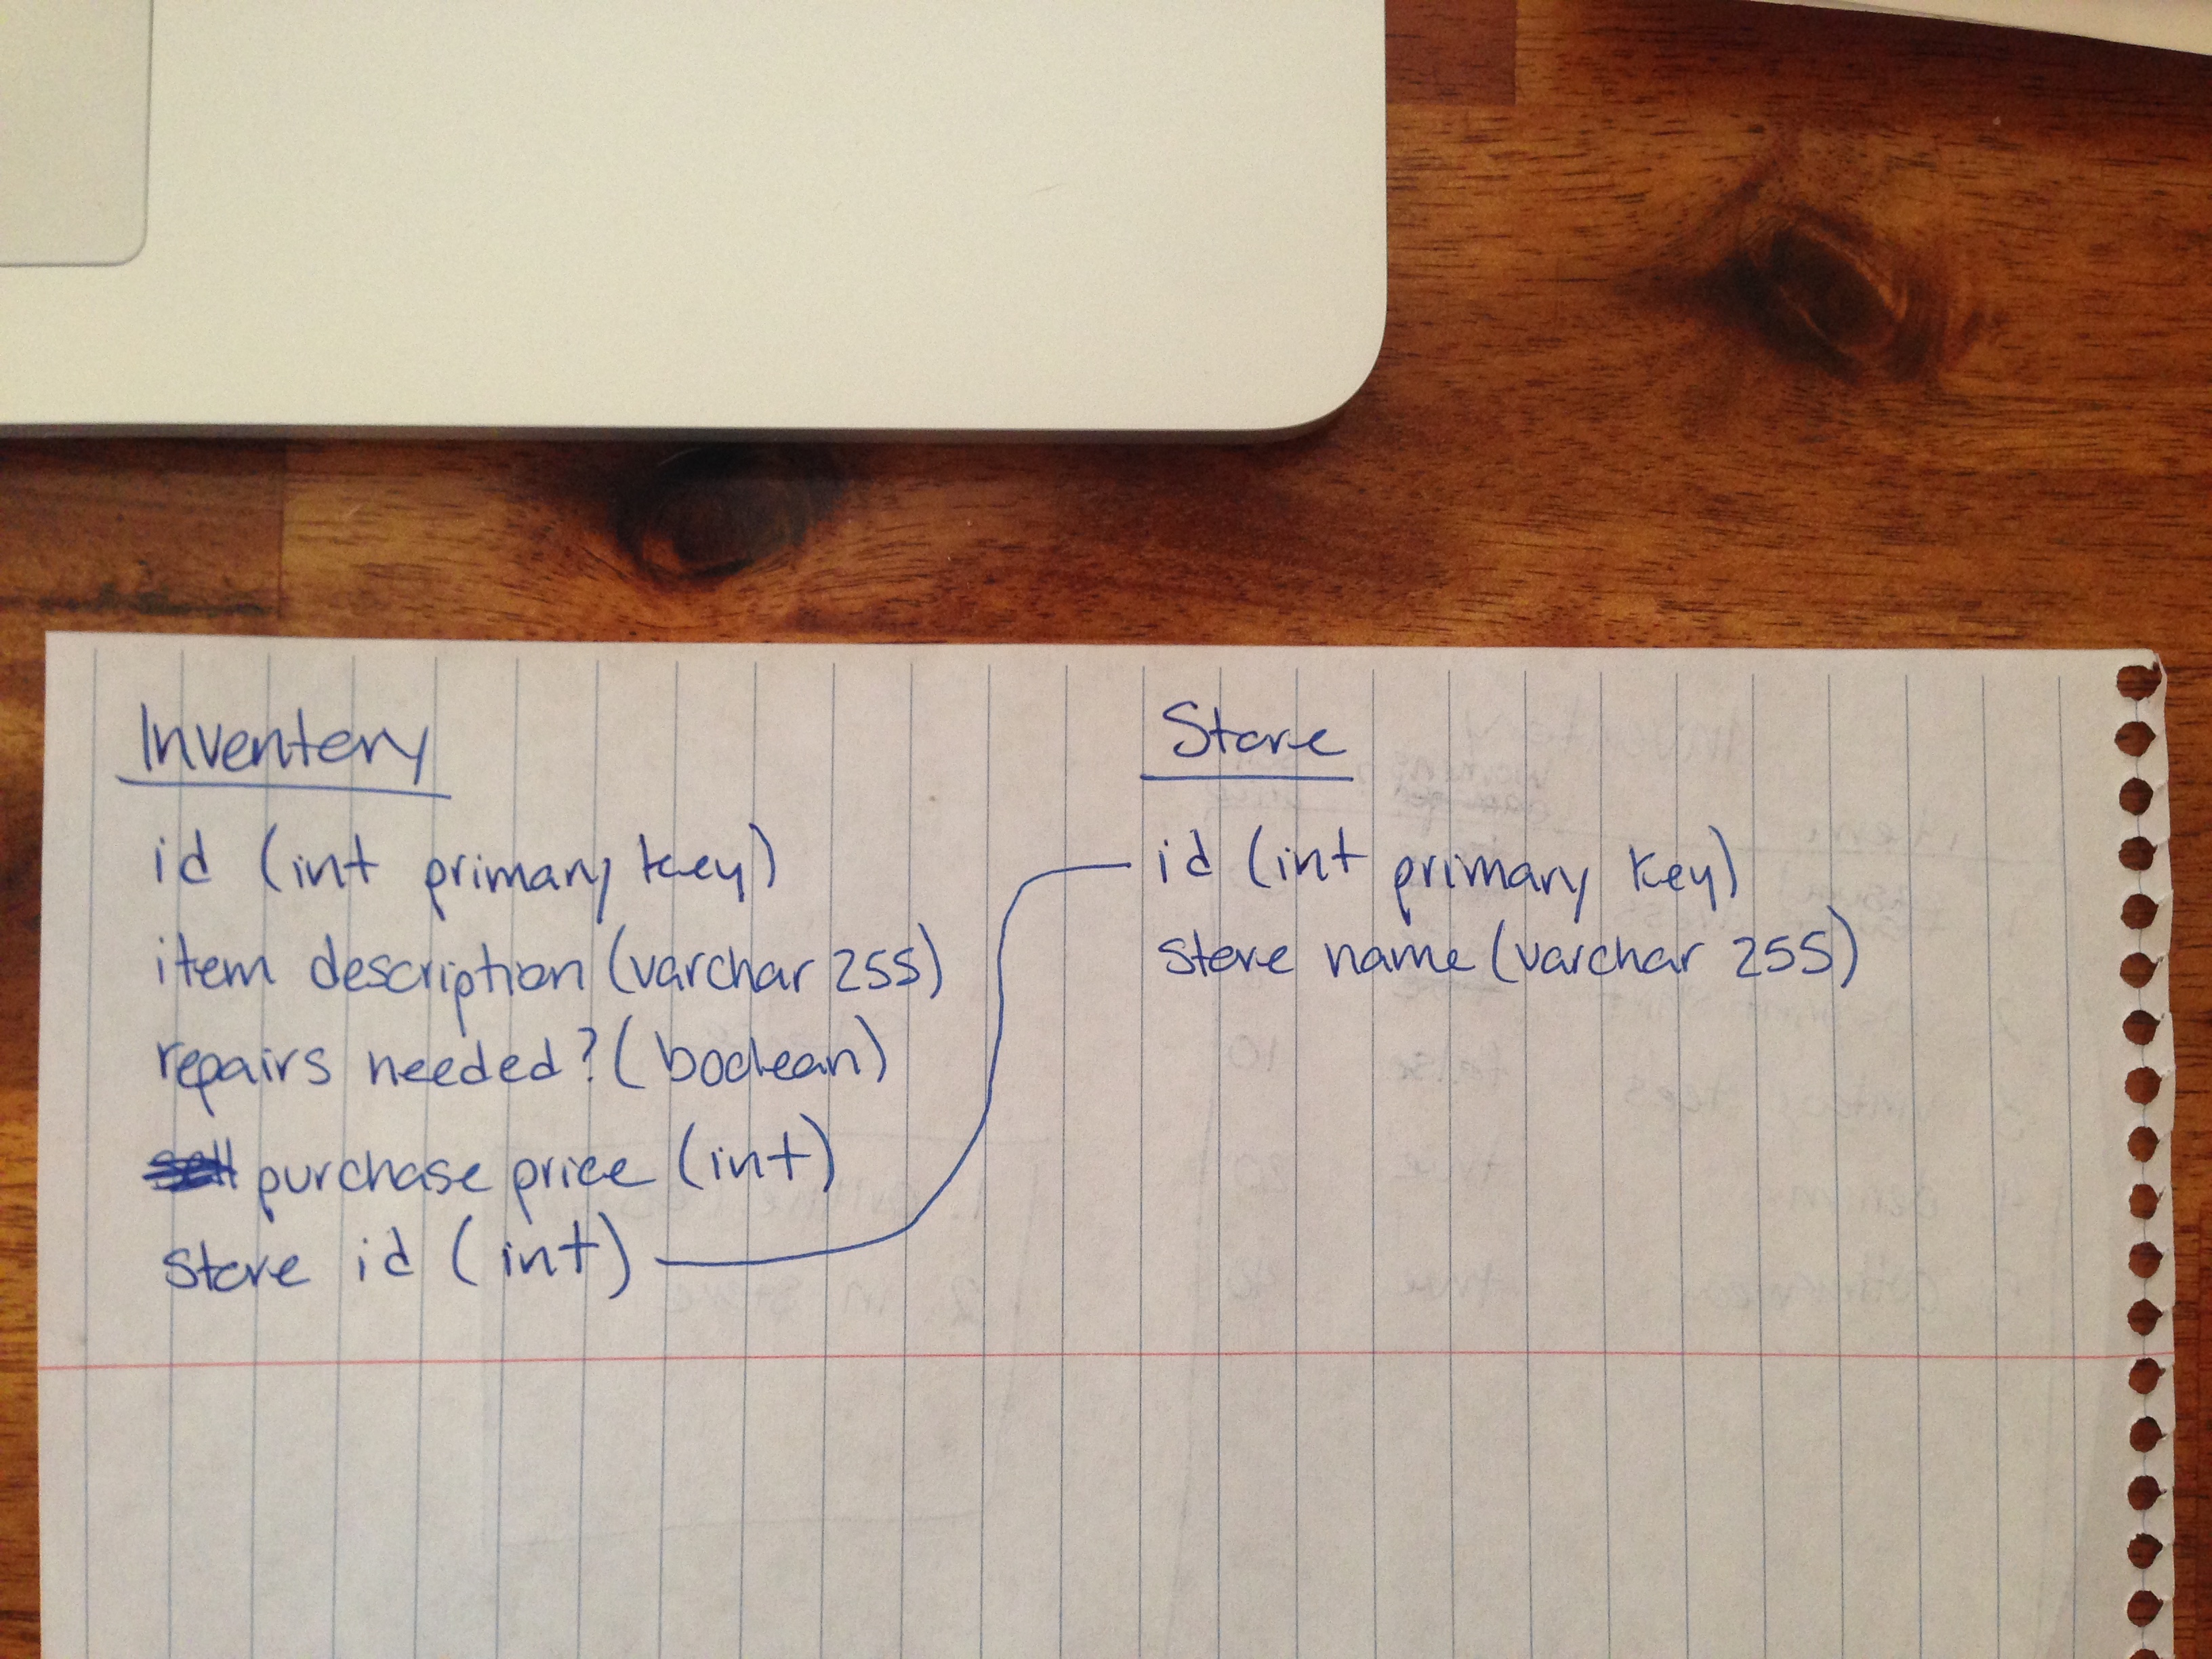 Inventory
id (int primary key)
item description (varchar 255)
repairs needed? (boolean)
purchase price (int)
store id (int)
Store
id (int primary key)
store name (varchar 255)